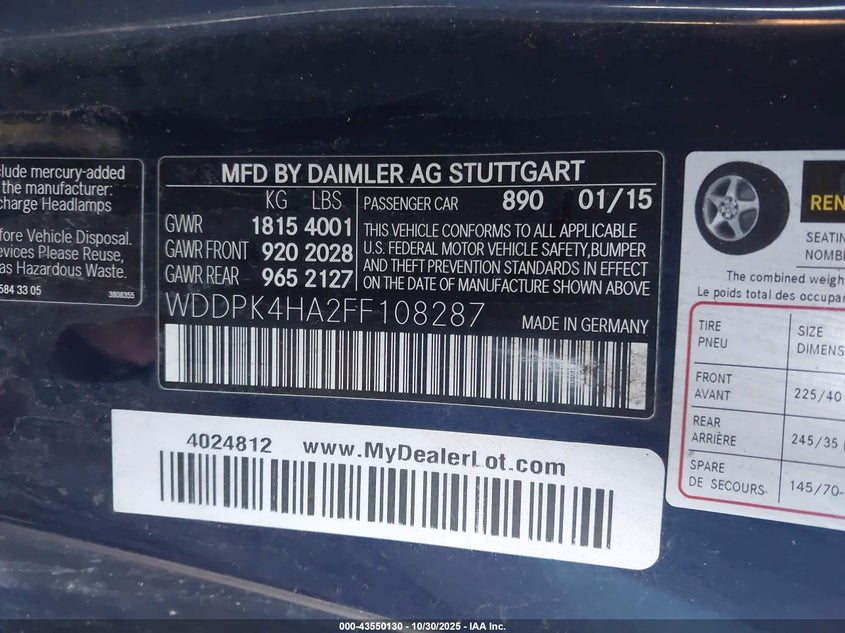 clude mercury-added
the manufacturer:
charge Headlamps
fore Vehicle Disposal.
evices Please Reuse,
as Hazardous Waste.
584 33 05
3808355
MFD BY DAIMLER AG STUTTGART
KG LBS PASSENGER CAR 890 01/15
GVWR 1815 4001
GAWR FRONT 920 2028
GAWR REAR 965 2127
THIS VEHICLE CONFORMS TO ALL APPLICABLE
U.S. FEDERAL MOTOR VEHICLE SAFETY,BUMPER
AND THEFT PREVENTION STANDARDS IN EFFECT
ON THE DATE OF MANUFACTURE SHOWN ABOVE
WDDPK4HA2FF108287 MADE IN GERMANY
4024812 www.MyDealerLot.com
REN
SEATIN
NOMB
The combined weigh
Le poids total des occupa
TIRE
PNEU
SIZE
DIMENS
FRONT
AVANT
225/40
REAR
ARRIÈRE
245/35
SPARE
DE SECOURS
145/70-
000-43550130 - 10/30/2025 - IAA Inc.